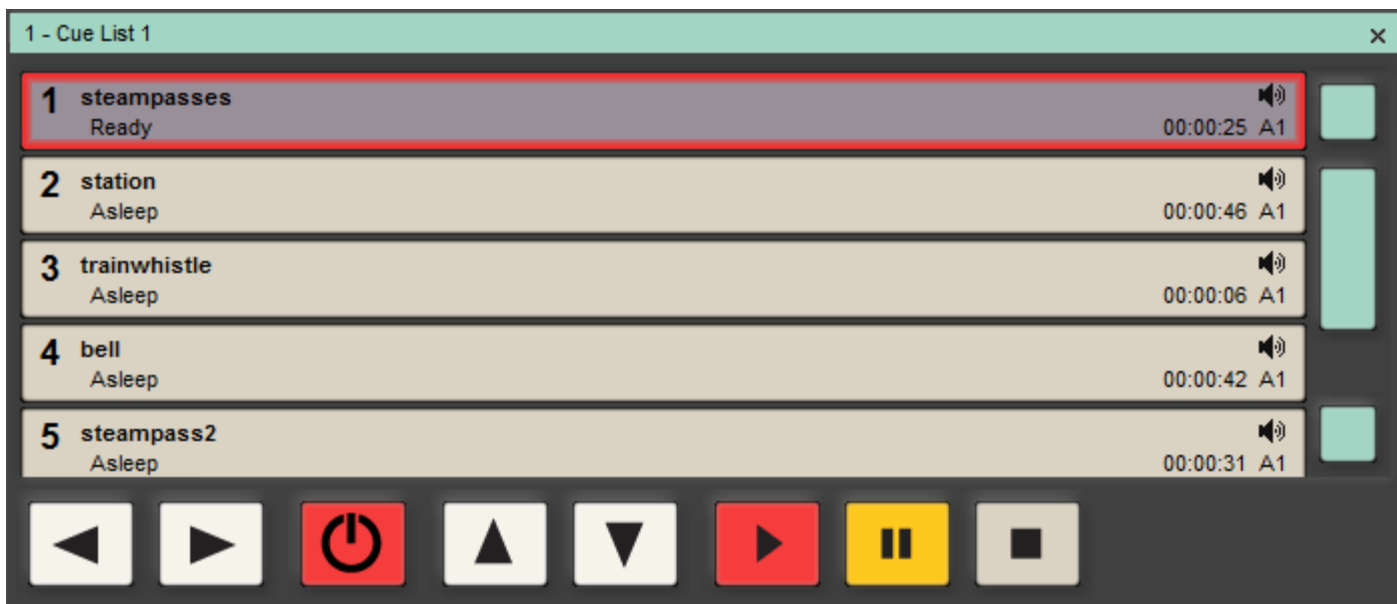 1 - Cue List 1
1 steampasses
Ready 00:00:25 A1
2 station
Asleep 00:00:46 A1
3 trainwhistle
Asleep 00:00:06 A1
4 bell
Asleep 00:00:42 A1
5 steampass2
Asleep 00:00:31 A1